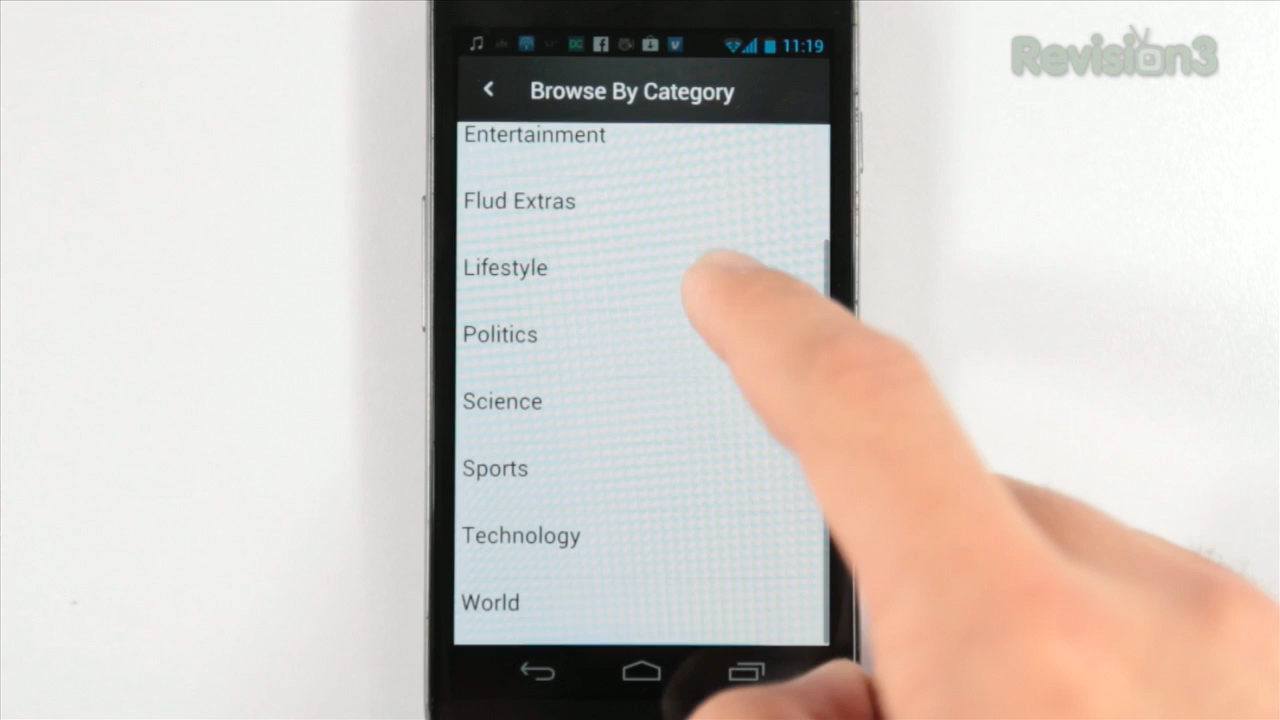 11:19
Revision3
Browse By Category
Entertainment
Flud Extras
Lifestyle
Politics
Science
Sports
Technology
World